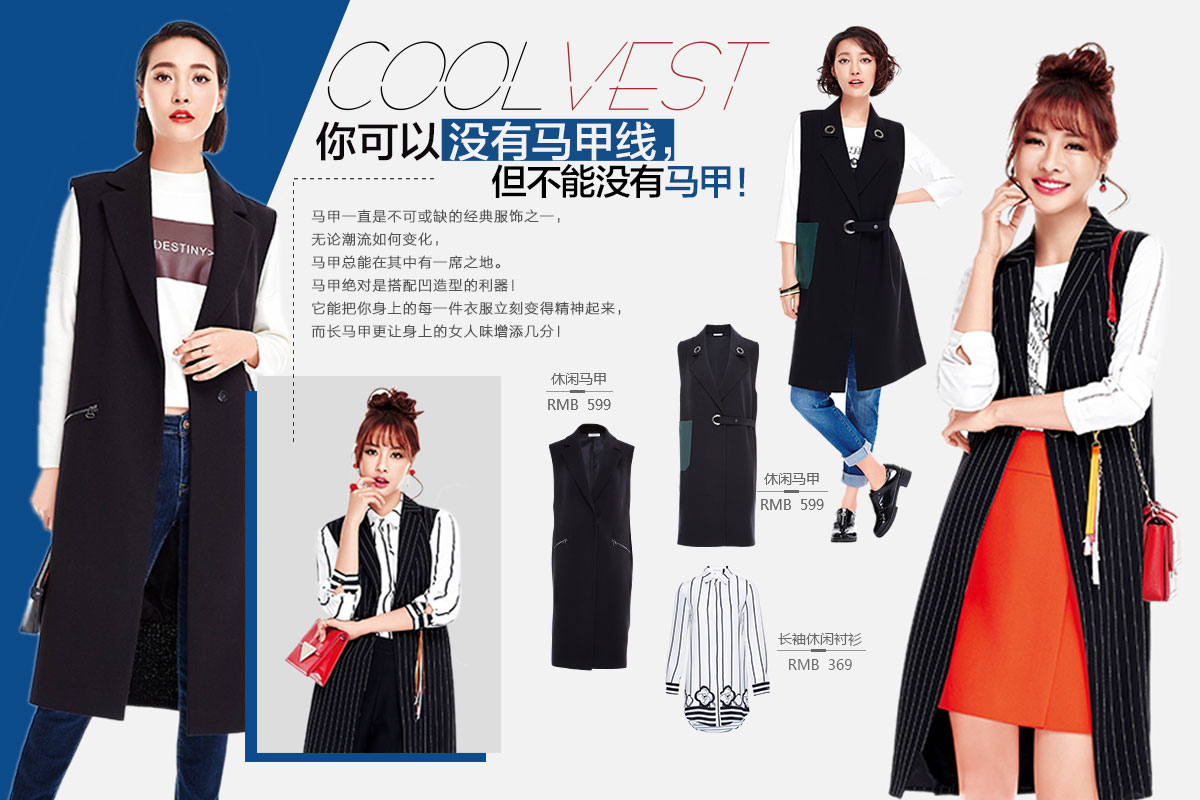 COOL VEST
你可以没有马甲线，
但不能没有马甲！
马甲一直是不可或缺的经典服饰之一，
无论潮流如何变化，
马甲总能在其中有一席之地。
马甲绝对是搭配凹造型的利器！
它能把你身上的每一件衣服立刻变得精神起来，
而长马甲更让身上的女人味增添几分！
DESTINY>
休闲马甲
RMB 599
休闲马甲
RMB 599
长袖休闲衬衫
RMB 369